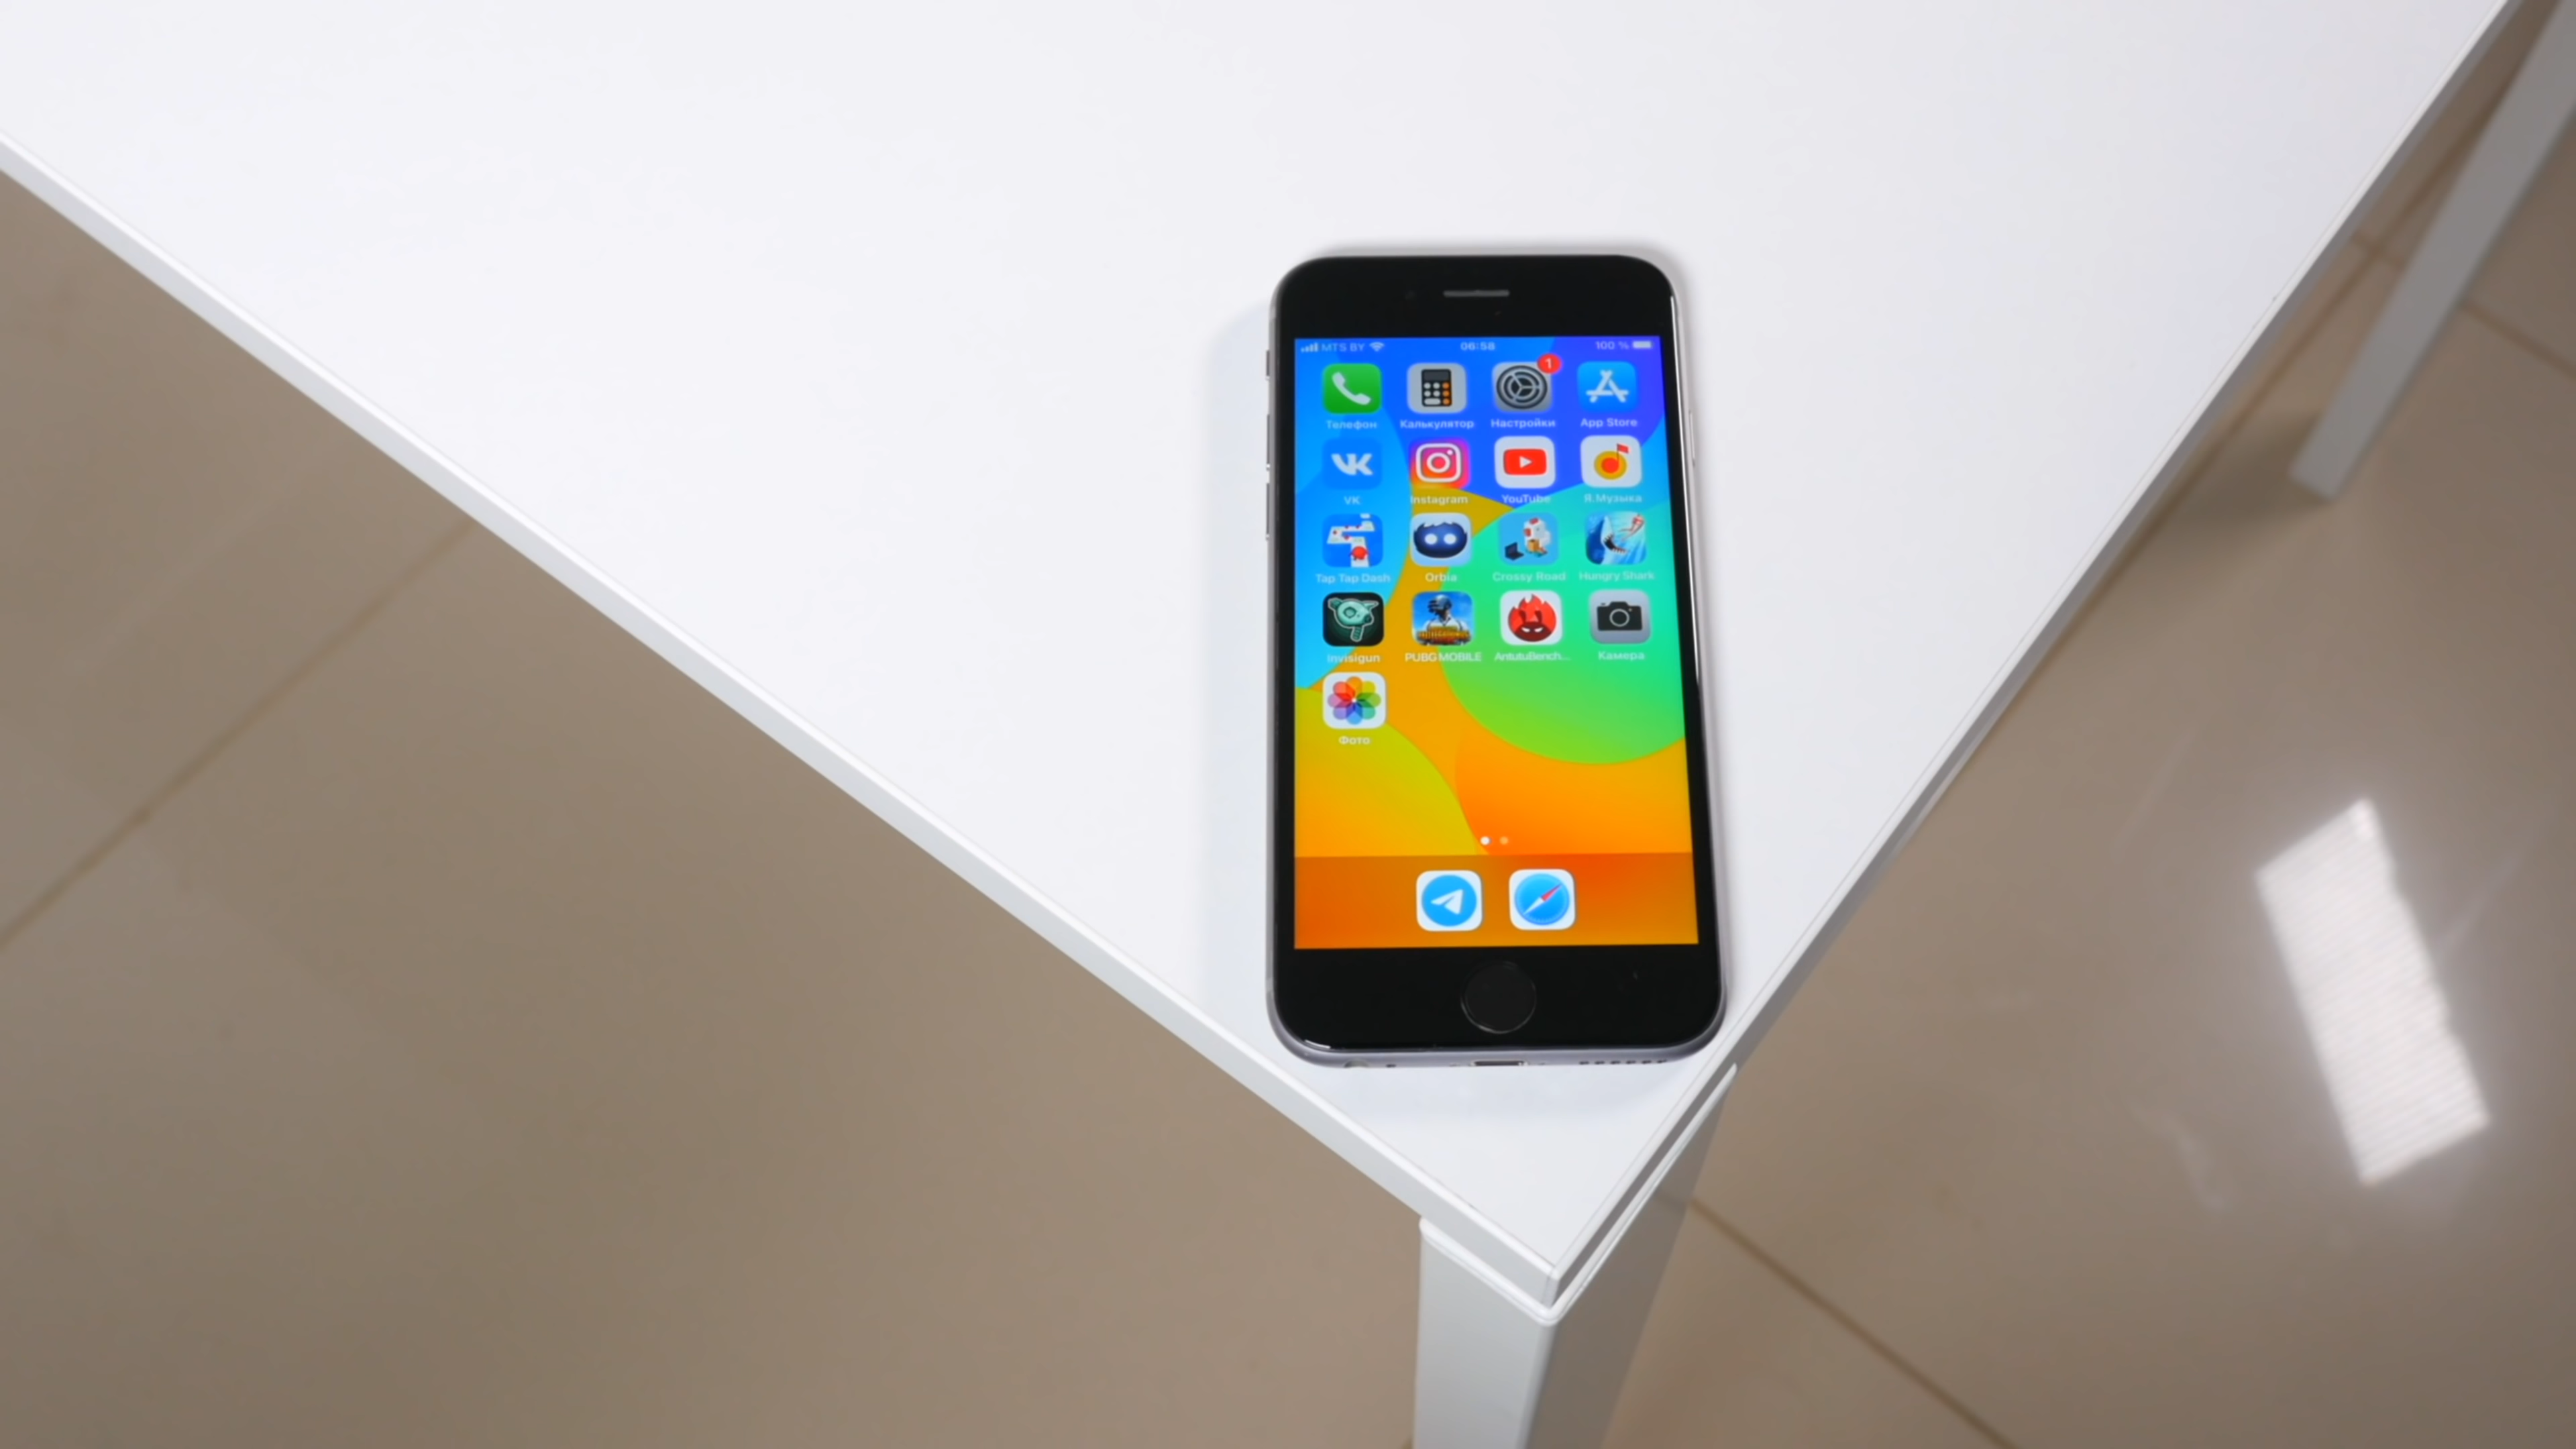 MTS BY 06:58 100 %
1
Телефон Калькулятор Настройки App Store
VK Instagram YouTube Я.Музыка
Tap Tap Dash Orbia Crossy Road Hungry Shark
Invisigun PUBG MOBILE AntutuBench... Камера
Фото